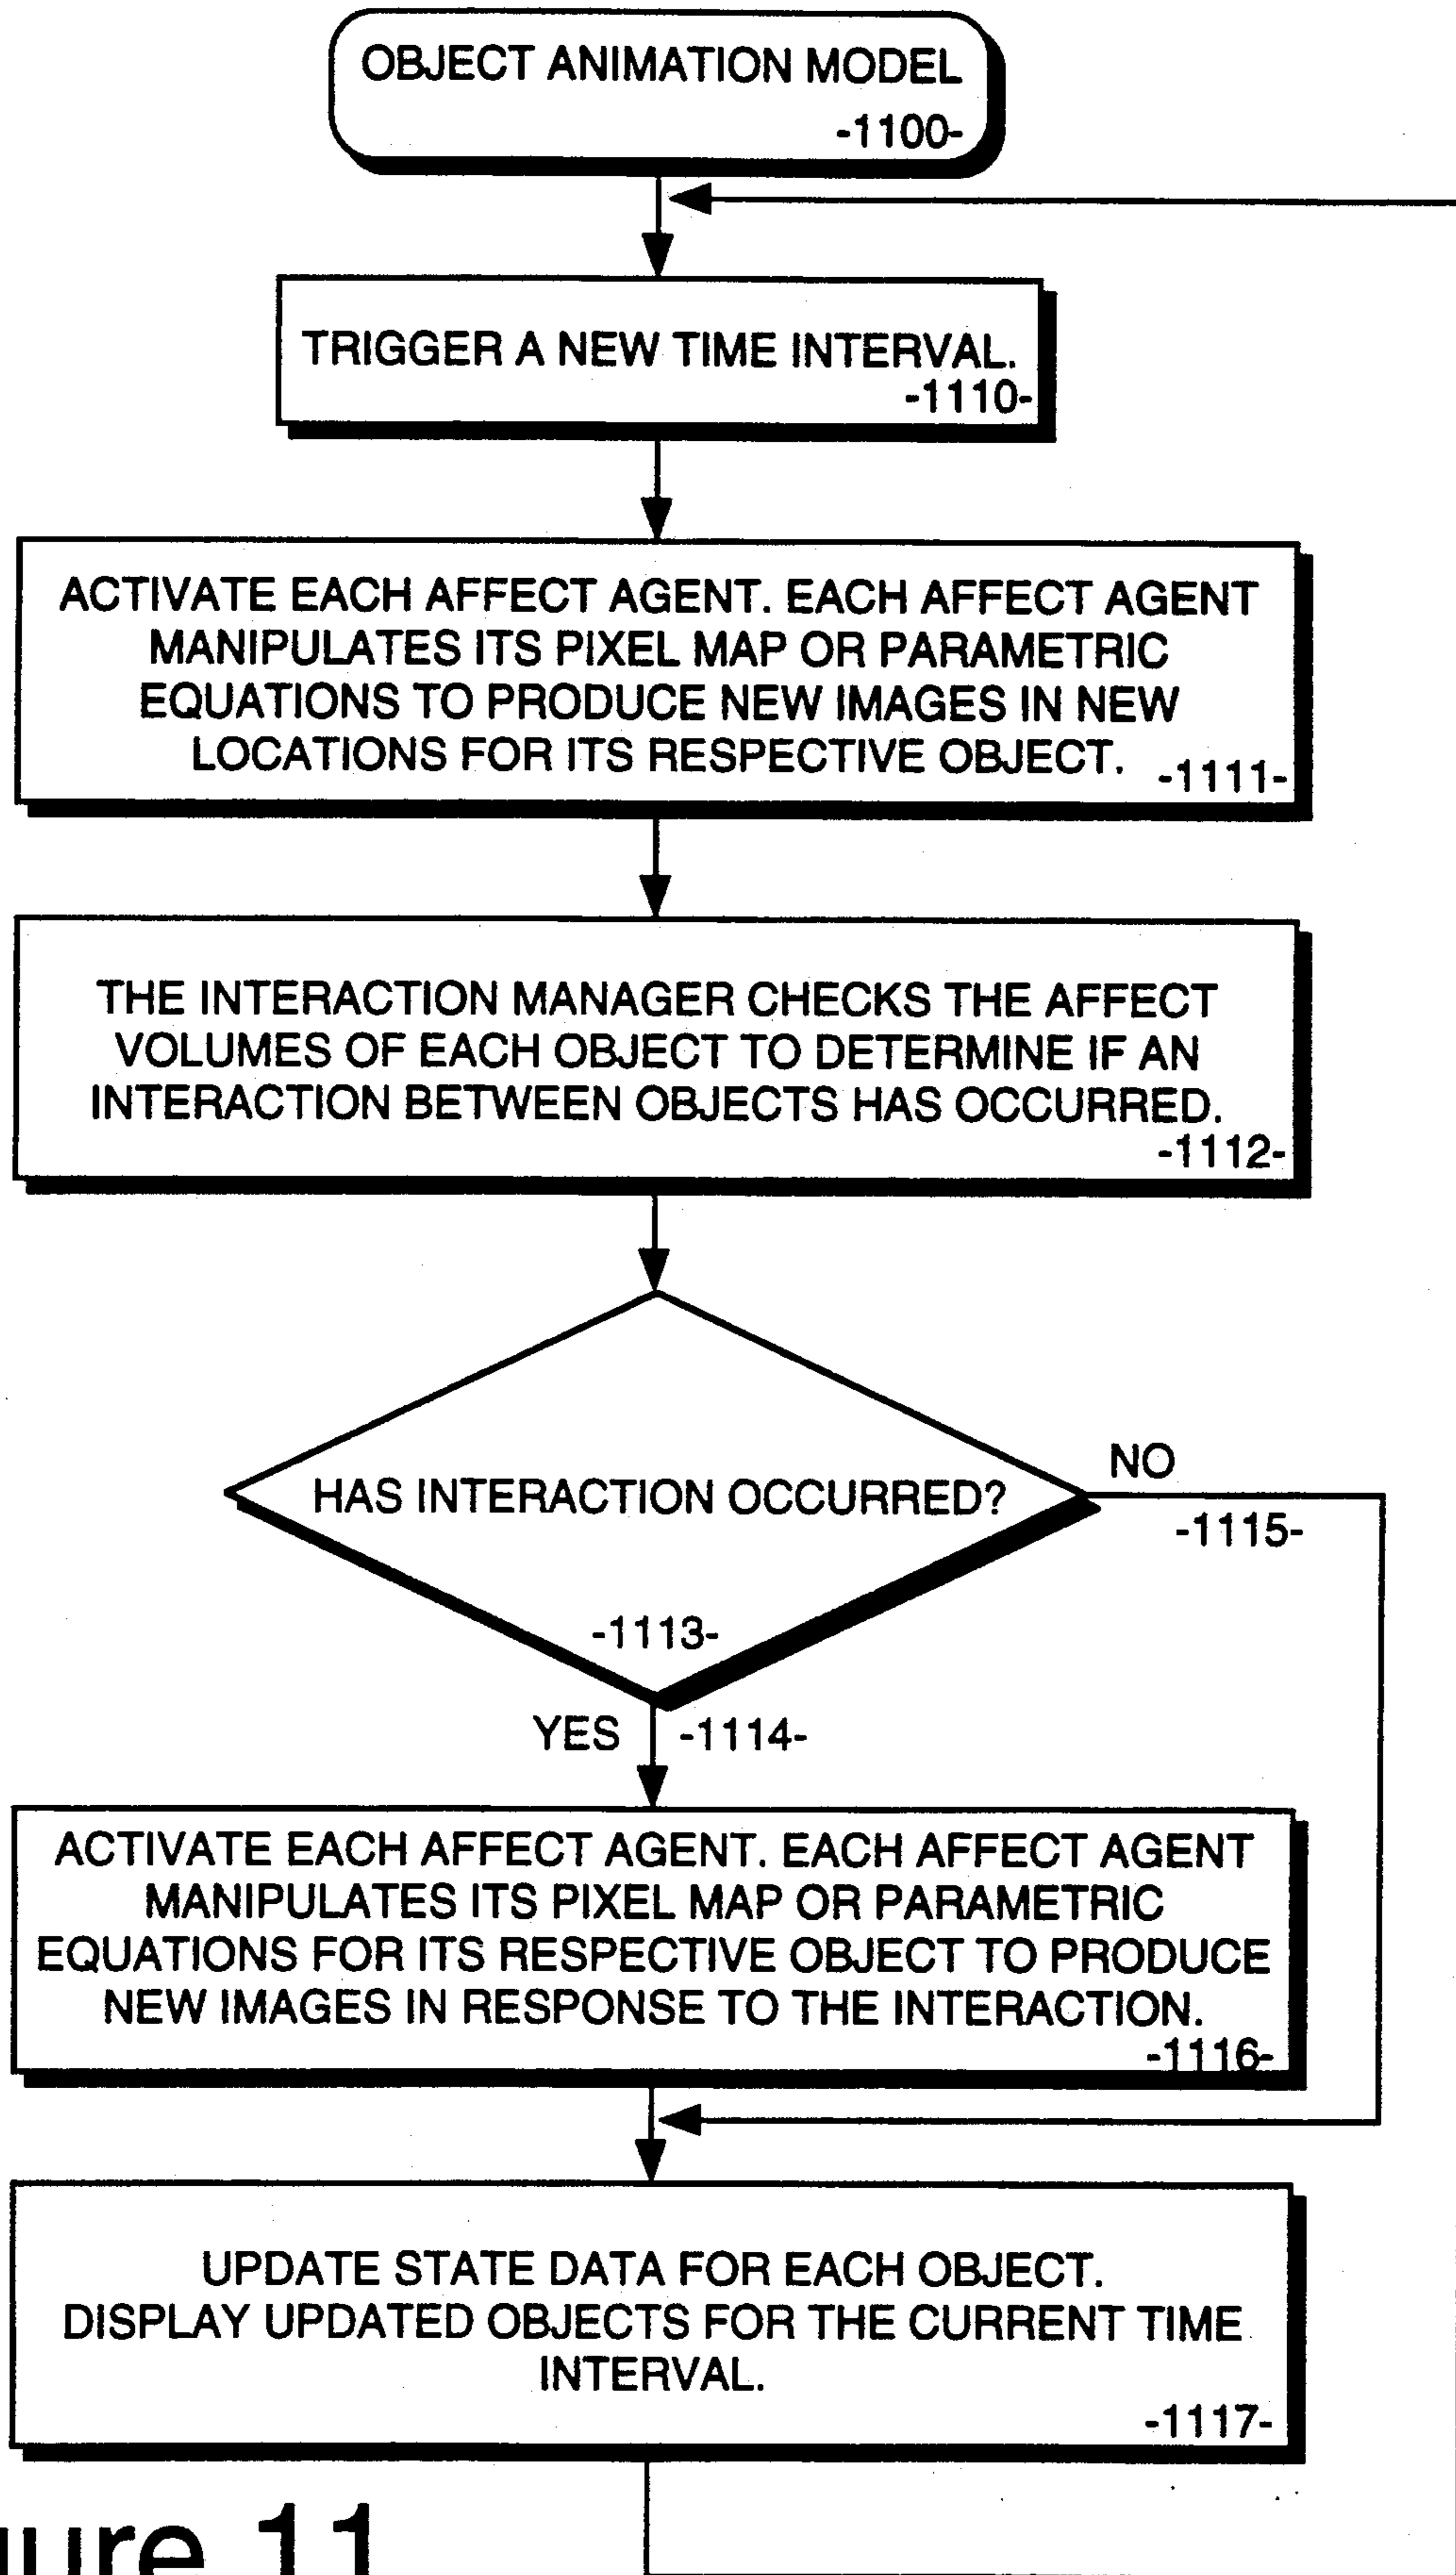 OBJECT ANIMATION MODEL
-1100-
TRIGGER A NEW TIME INTERVAL.
-1110-
ACTIVATE EACH AFFECT AGENT. EACH AFFECT AGENT
MANIPULATES ITS PIXEL MAP OR PARAMETRIC
EQUATIONS TO PRODUCE NEW IMAGES IN NEW
LOCATIONS FOR ITS RESPECTIVE OBJECT.
-1111-
THE INTERACTION MANAGER CHECKS THE AFFECT
VOLUMES OF EACH OBJECT TO DETERMINE IF AN
INTERACTION BETWEEN OBJECTS HAS OCCURRED.
-1112-
HAS INTERACTION OCCURRED?
-1113-
NO
-1115-
YES
-1114-
ACTIVATE EACH AFFECT AGENT. EACH AFFECT AGENT
MANIPULATES ITS PIXEL MAP OR PARAMETRIC
EQUATIONS FOR ITS RESPECTIVE OBJECT TO PRODUCE
NEW IMAGES IN RESPONSE TO THE INTERACTION.
-1116-
UPDATE STATE DATA FOR EACH OBJECT.
DISPLAY UPDATED OBJECTS FOR THE CURRENT TIME
INTERVAL.
-1117-
11